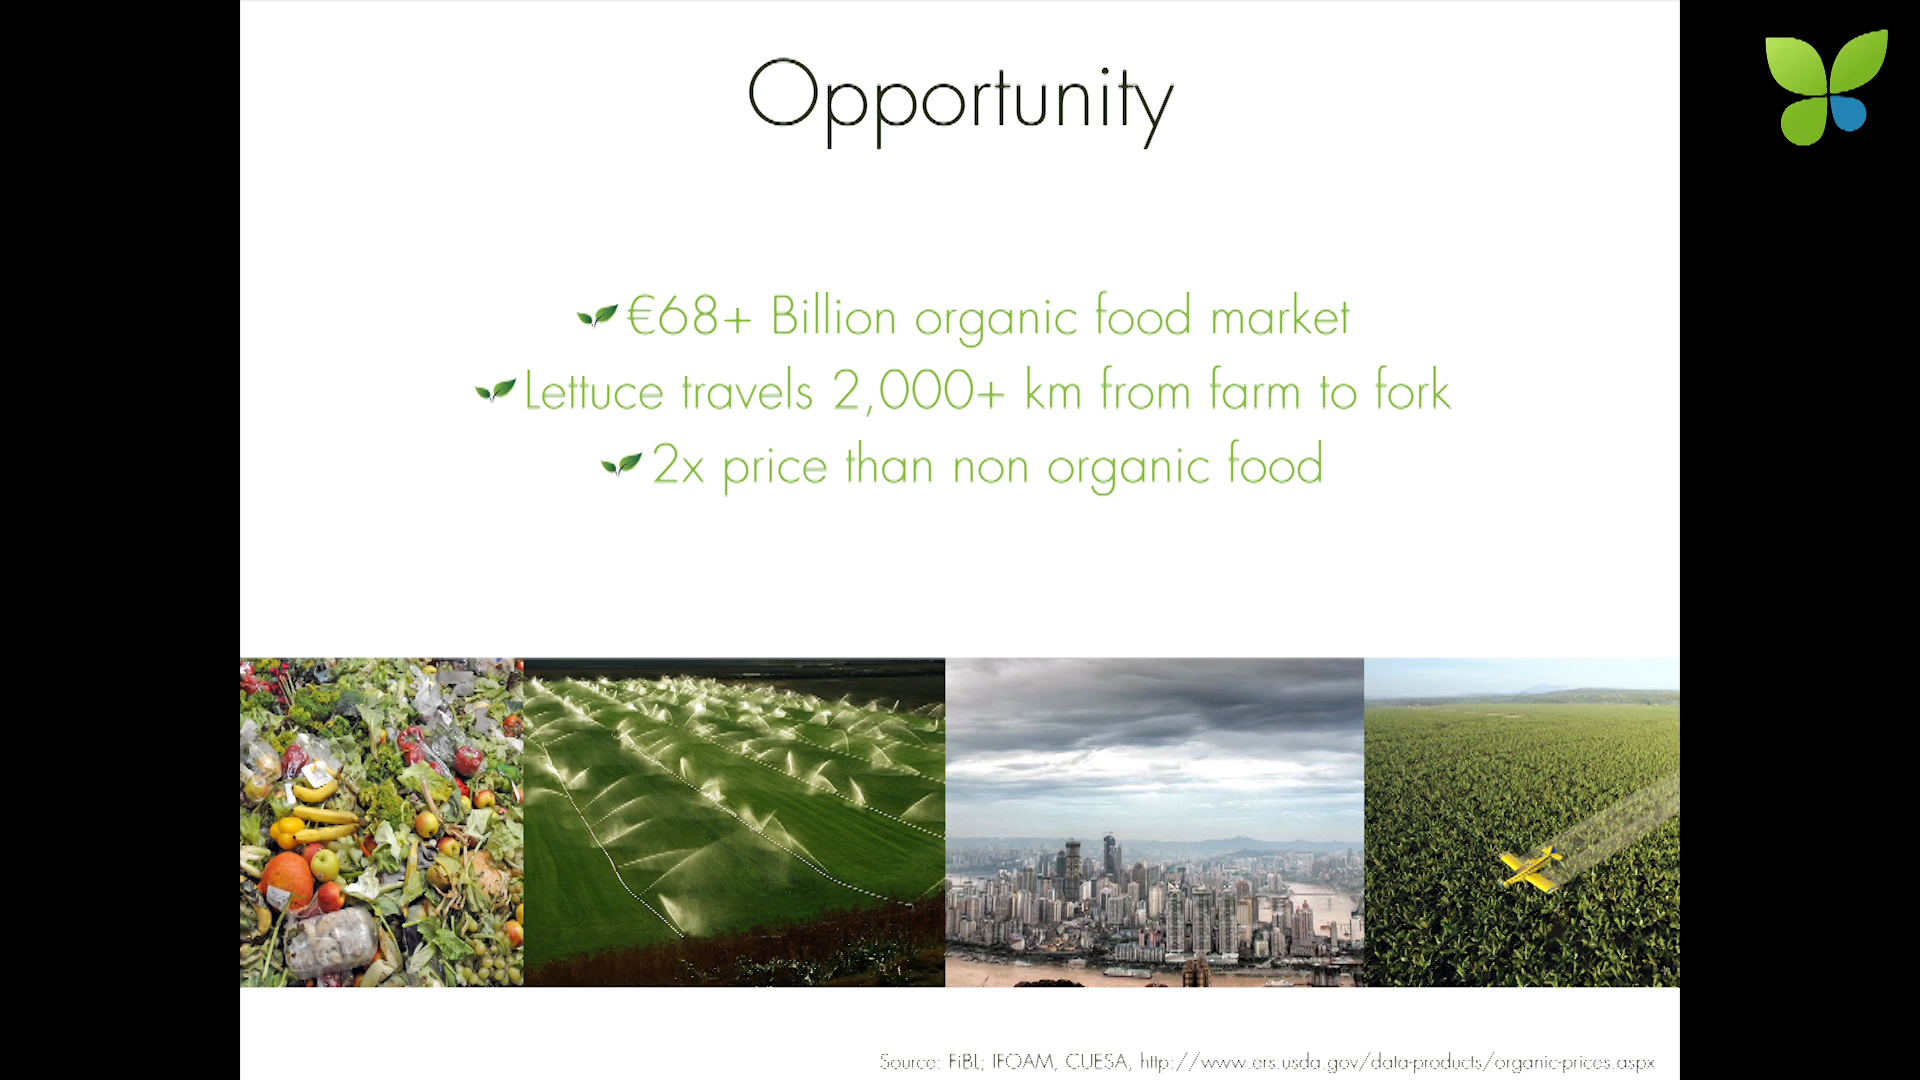 Opportunity
€68+ Billion organic food market
Lettuce travels 2,000+ km from farm to fork
2x price than non organic food
Source: FiBL; IFOAM, CUESA, http://www.ers.usda.gov/data-products/organic-prices.aspx